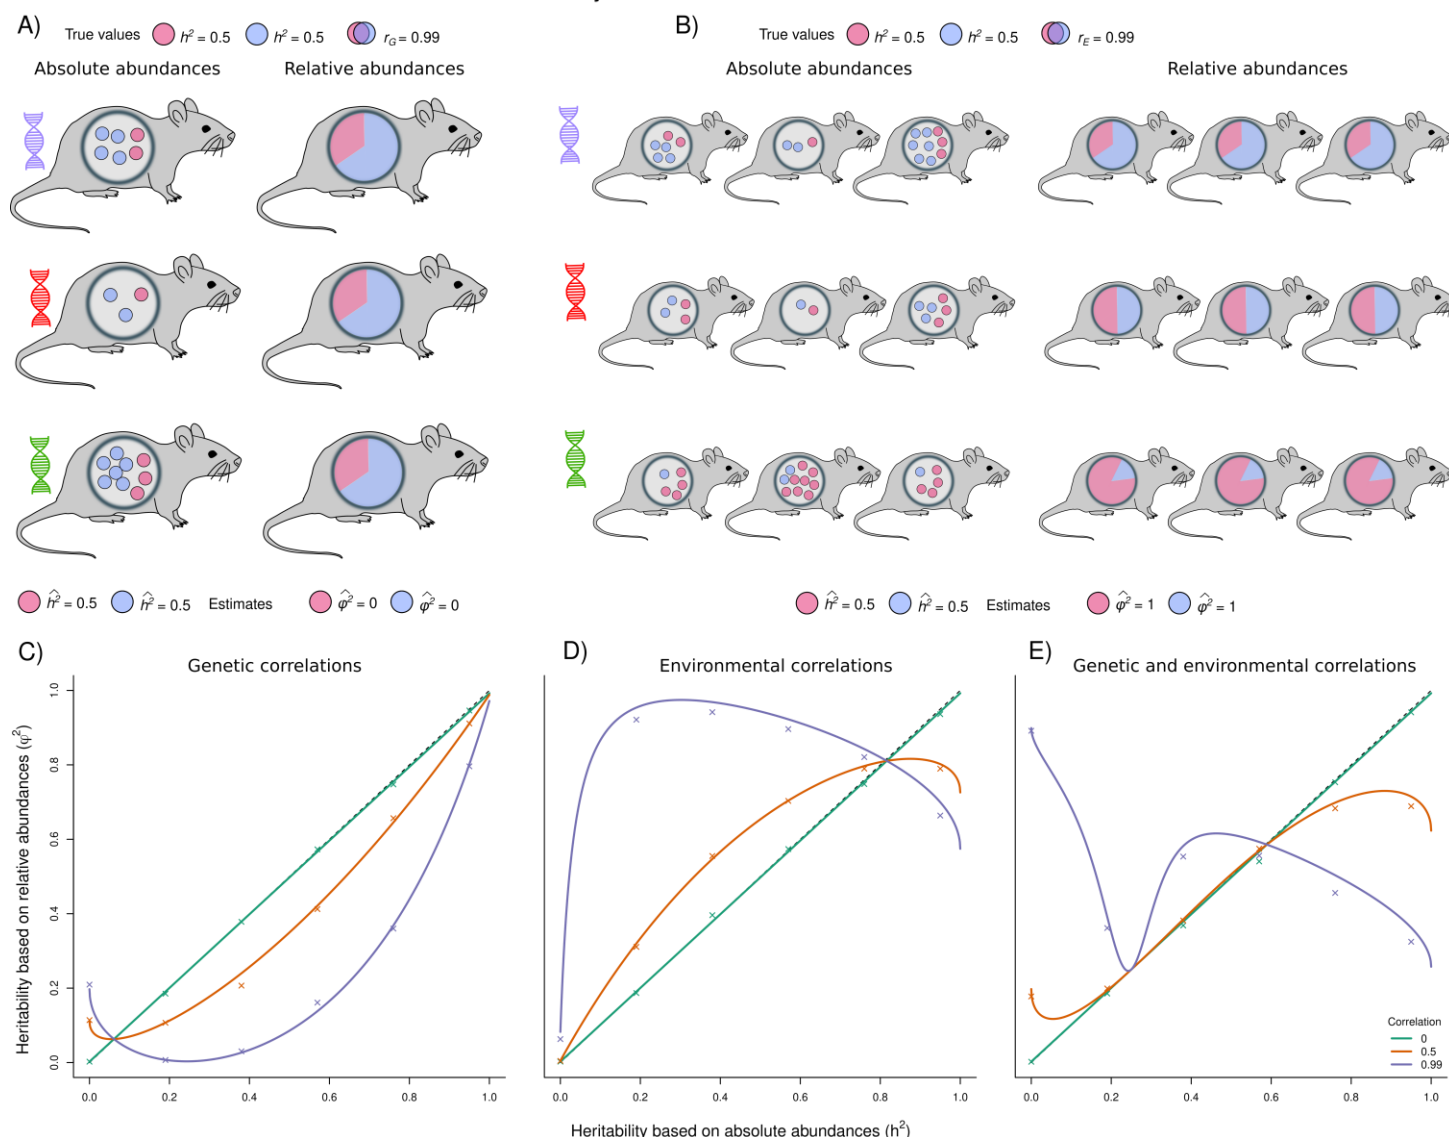 A)
True values h² = 0.5 h² = 0.5 r_G = 0.99
Absolute abundances Relative abundances
B)
True values h² = 0.5 h² = 0.5 r_E = 0.99
Absolute abundances Relative abundances
ĥ² = 0.5 ĥ² = 0.5 Estimates φ̂² = 0 φ̂² = 0
ĥ² = 0.5 ĥ² = 0.5 Estimates φ̂² = 1 φ̂² = 1
C)
Genetic correlations
Heritability based on relative abundances (φ²)
1.0
0.8
0.6
0.4
0.2
0.0
0.0 0.2 0.4 0.6 0.8 1.0
D)
Environmental correlations
0.0 0.2 0.4 0.6 0.8 1.0
Heritability based on absolute abundances (h²)
E)
Genetic and environmental correlations
Correlation
0
0.5
0.99
0.0 0.2 0.4 0.6 0.8 1.0